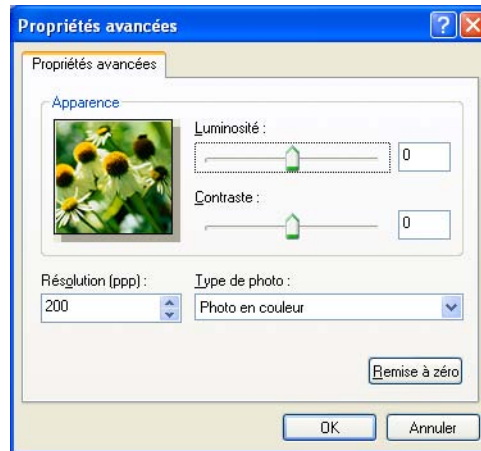 Propriétés avancées
Propriétés avancées
Apparence
Luminosité :
0
Contraste :
0
Résolution (ppp) :
Type de photo :
200
Photo en couleur
Remise à zéro
OK
Annuler